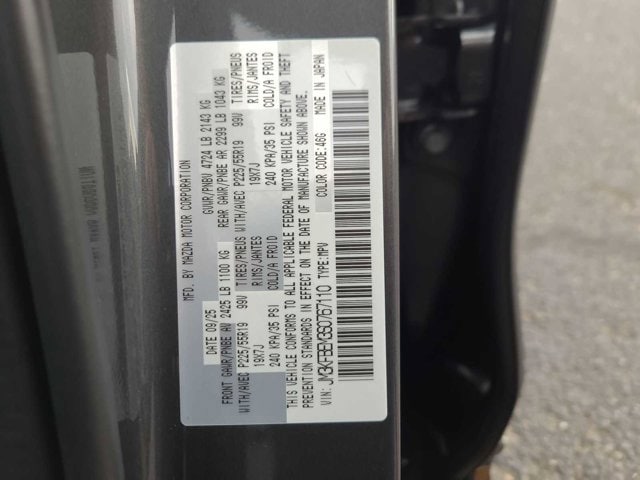 MFD. BY MAZDA MOTOR CORPORATION
DATE 09/25 GVWR/PNBV 4724 LB 2143 KG
FRONT GAWR/PNBE AV 2425 LB 1100 KG REAR GAWR/PNBE AR 2299 LB 1043 KG
WITH/AVEC P225/55R19 99V TIRES/PNEUS WITH/AVEC P225/55R19 99V TIRES/PNEUS
19X7J RIMS/JANTES 19X7J RIMS/JANTES
240 KPA/35 PSI COLD/A FROID 240 KPA/35 PSI COLD/A FROID
THIS VEHICLE CONFORMS TO ALL APPLICABLE FEDERAL MOTOR VEHICLE SAFETY AND THEFT
PREVENTION STANDARDS IN EFFECT ON THE DATE OF MANUFACTURE SHOWN ABOVE.
VIN: JM3KFBEM3S0767110 TYPE:MPV COLOR CODE:46G MADE IN JAPAN